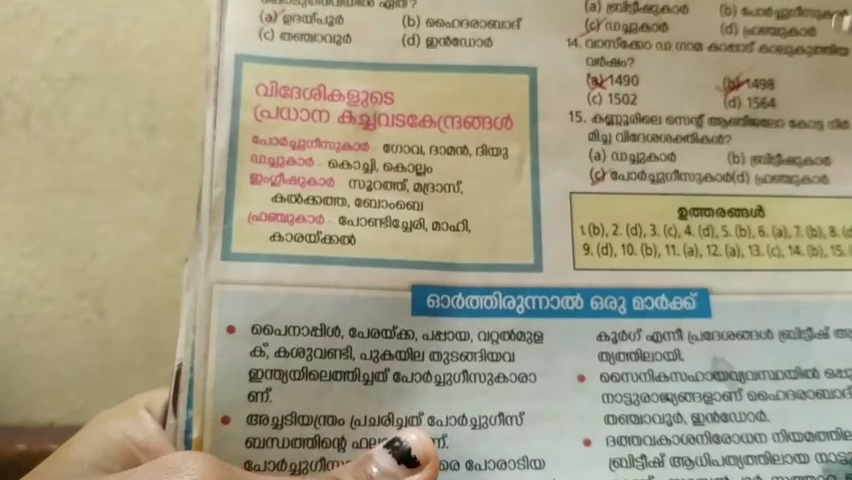 (a) ഉദയ്പൂർ (b) ഹൈദരാബാദ്
(c) തഞ്ചാവൂർ (d) ഇൻഡോർ
വിദേശികളുടെ
പ്രധാന കച്ചവടകേന്ദ്രങ്ങൾ
പോർച്ചുഗീസുകാർ - ഗോവ, ദാമൻ, ദിയു
ഡച്ചുകാർ - കൊച്ചി, കൊല്ലം
ഇംഗ്ലീഷുകാർ - സൂറത്ത്, മദ്രാസ്,
കൽക്കത്ത, ബോംബെ
ഫ്രഞ്ചുകാർ - പോണ്ടിച്ചേരി, മാഹി,
കാരയ്ക്കൽ
(a) ബ്രിട്ടീഷുകാർ (b) പോർച്ചുഗീസുകാർ
(c) ഡച്ചുകാർ (d) ഫ്രഞ്ചുകാർ
14. വാസ്കോ ഡ ഗാമ കാപ്പാട് കാലുകുത്തിയ
വർഷം?
(a) 1490 (b) 1498
(c) 1502 (d) 1564
15. കണ്ണൂരിലെ സെന്റ് ആഞ്ജലോ കോട്ട നിർ
മിച്ച വിദേശശക്തികൾ?
(a) ഡച്ചുകാർ (b) ബ്രിട്ടീഷുകാർ
(c) പോർച്ചുഗീസുകാർ (d) ഫ്രഞ്ചുകാർ
ഉത്തരങ്ങൾ
1.(b), 2. (d), 3. (c), 4. (d), 5. (b), 6. (a), 7. (b), 8.
9. (d), 10. (b), 11. (a), 12. (a), 13. (c), 14. (b), 15.
ഓർത്തിരുന്നാൽ ഒരു മാർക്ക്
• പൈനാപ്പിൾ, പേരയ്ക്ക, പപ്പായ, വറ്റൽമുള
ക്, കശുവണ്ടി, പുകയില തുടങ്ങിയവ
ഇന്ത്യയിലെത്തിച്ചത് പോർച്ചുഗീസുകാരാ
ണ്.
• അച്ചടിയന്ത്രം പ്രചരിച്ചത് പോർച്ചുഗീസ്
ബന്ധത്തിന്റെ
പോരാടിയ
കൂർഗ് എന്നീ പ്രദേശങ്ങൾ ബ്രിട്ടീഷ്
ത്യത്തിലായി.
• സൈനികസഹായവ്യവസ്ഥയിൽ
നാട്ടുരാജ്യങ്ങളാണ് ഹൈദരാബാദ്
തഞ്ചാവൂർ, ഇൻഡോർ.
• ദത്തവകാശനിരോധന
ബ്രിട്ടീഷ് ആധിപത്യത്തിലായ